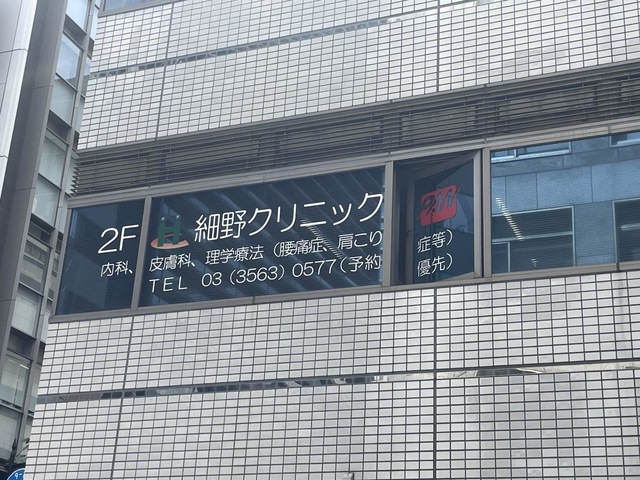 2F 細野クリニック
内科、皮膚科、理学療法（腰痛症、肩こり症等）
TEL 03（3563）0577（予約優先）